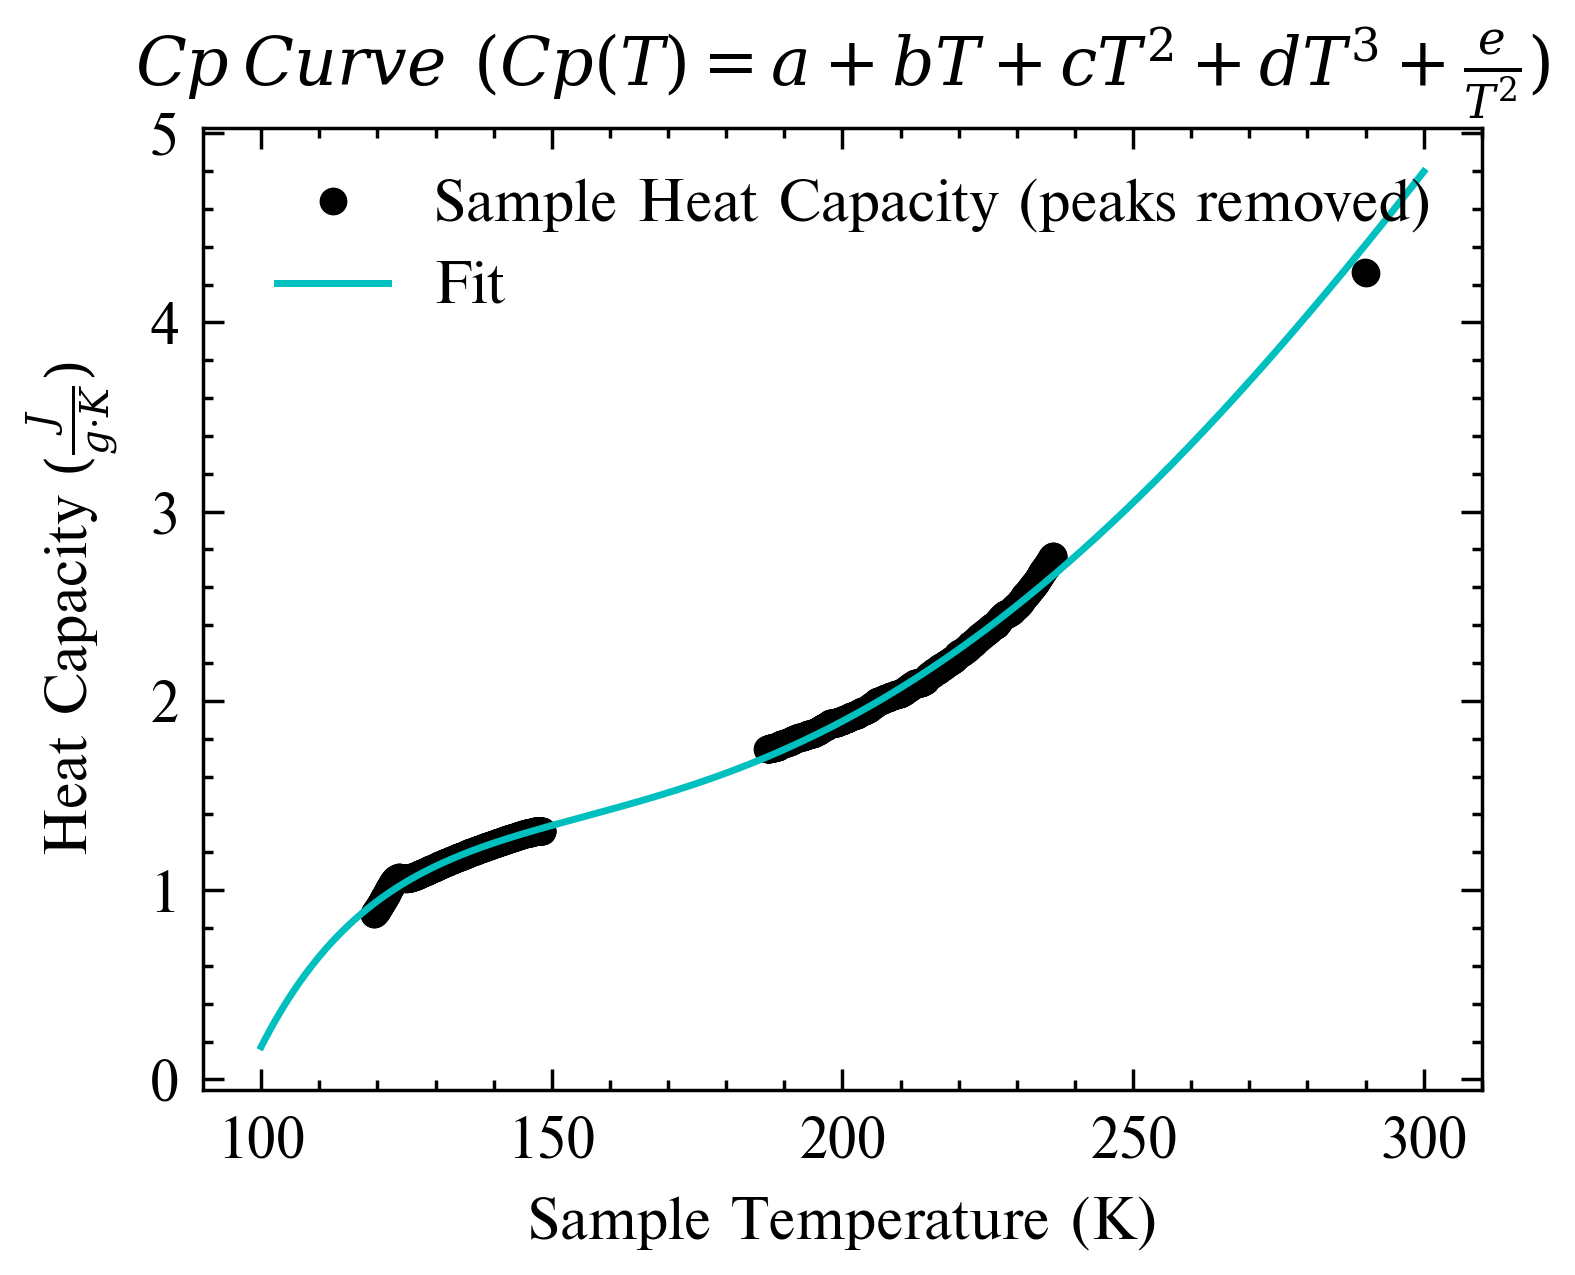 Cp Curve (Cp(T) = a + bT + cT² + dT³ + e/T²)
Sample Heat Capacity (peaks removed)
Fit
Heat Capacity (J/g·K)
5
4
3
2
1
0
100 150 200 250 300
Sample Temperature (K)